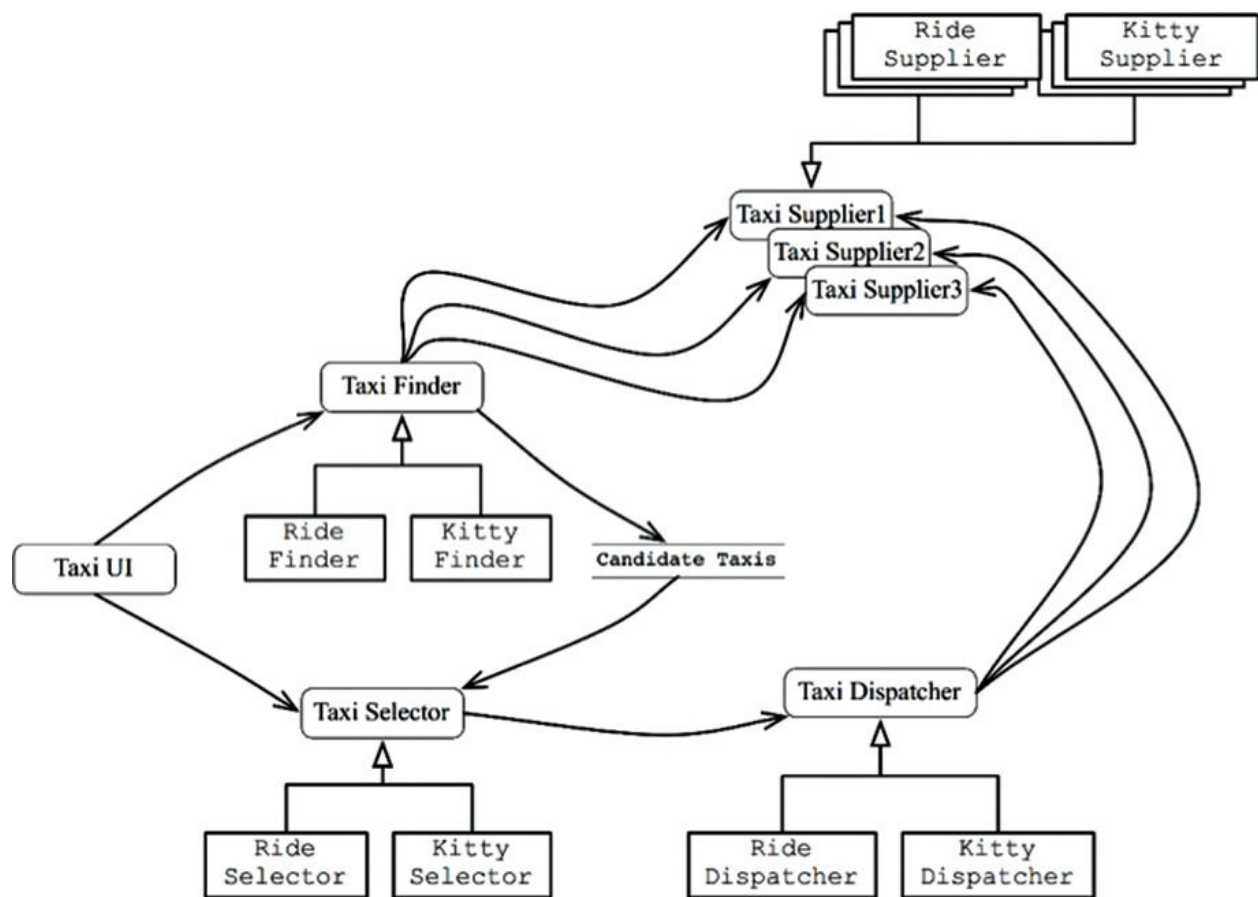 Ride
Supplier
Kitty
Supplier
Taxi Supplier1
Taxi Supplier2
Taxi Supplier3
Taxi Finder
Ride
Finder
Kitty
Finder
Taxi UI
Candidate Taxis
Taxi Selector
Taxi Dispatcher
Ride
Selector
Kitty
Selector
Ride
Dispatcher
Kitty
Dispatcher